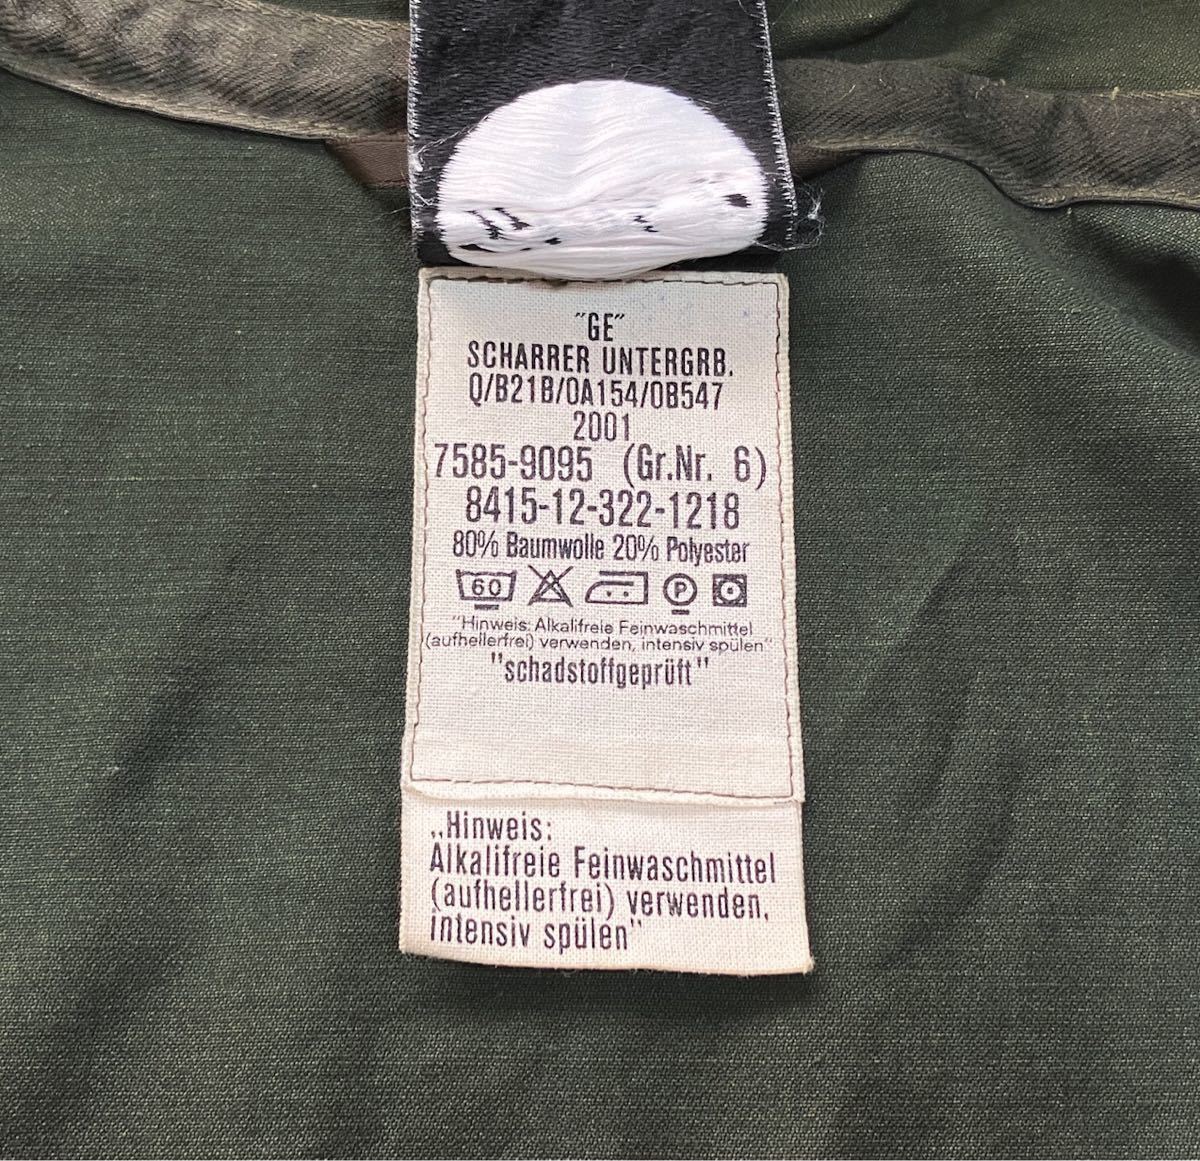 "GE"
SCHARRER UNTERGRB.
Q/B21B/0A154/0B547
2001
7585-9095 (Gr.Nr. 6)
8415-12-322-1218
80% Baumwolle 20% Polyester
60 P
"Hinweis: Alkalifreie Feinwaschmittel
(aufhellerfrei) verwenden, intensiv spülen"
"schadstoffgeprüft"
„Hinweis:
Alkalifreie Feinwaschmittel
(aufhellerfrei) verwenden,
intensiv spülen"